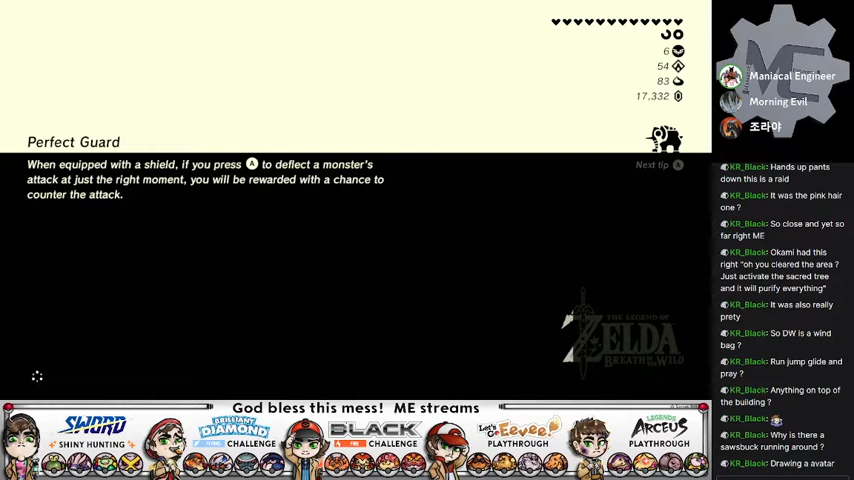 6
54
83
17,332
Perfect Guard
When equipped with a shield, if you press A to deflect a monster's
attack at just the right moment, you will be rewarded with a chance to
counter the attack.
Next tip A
THE LEGEND OF
ZELDA
BREATH OF THE WILD
ME
Maniacal Engineer
Morning Evil
조라야
KR_Black: Hands up pants
down this is a raid
KR_Black: It was the pink hair
one ?
KR_Black: So close and yet so
far right ME
KR_Black: Okami had this
right "oh you cleared the area ?
Just activate the sacred tree
and it will purify everything"
KR_Black: It was also really
prety
KR_Black: So DW is a wind
bag ?
KR_Black: Run jump glide and
pray ?
KR_Black: Anything on top of
the building ?
KR_Black:
KR_Black: Why is there a
sawsbuck running around ?
KR_Black: Drawing a avatar
God bless this mess! ME streams
SWORD
SHINY HUNTING
BRILLIANT
DIAMOND
FLYING CHALLENGE
BLACK
FIRE CHALLENGE
Let's Go Eevee!
PLAYTHROUGH
LEGENDS
ARCEUS
PLAYTHROUGH